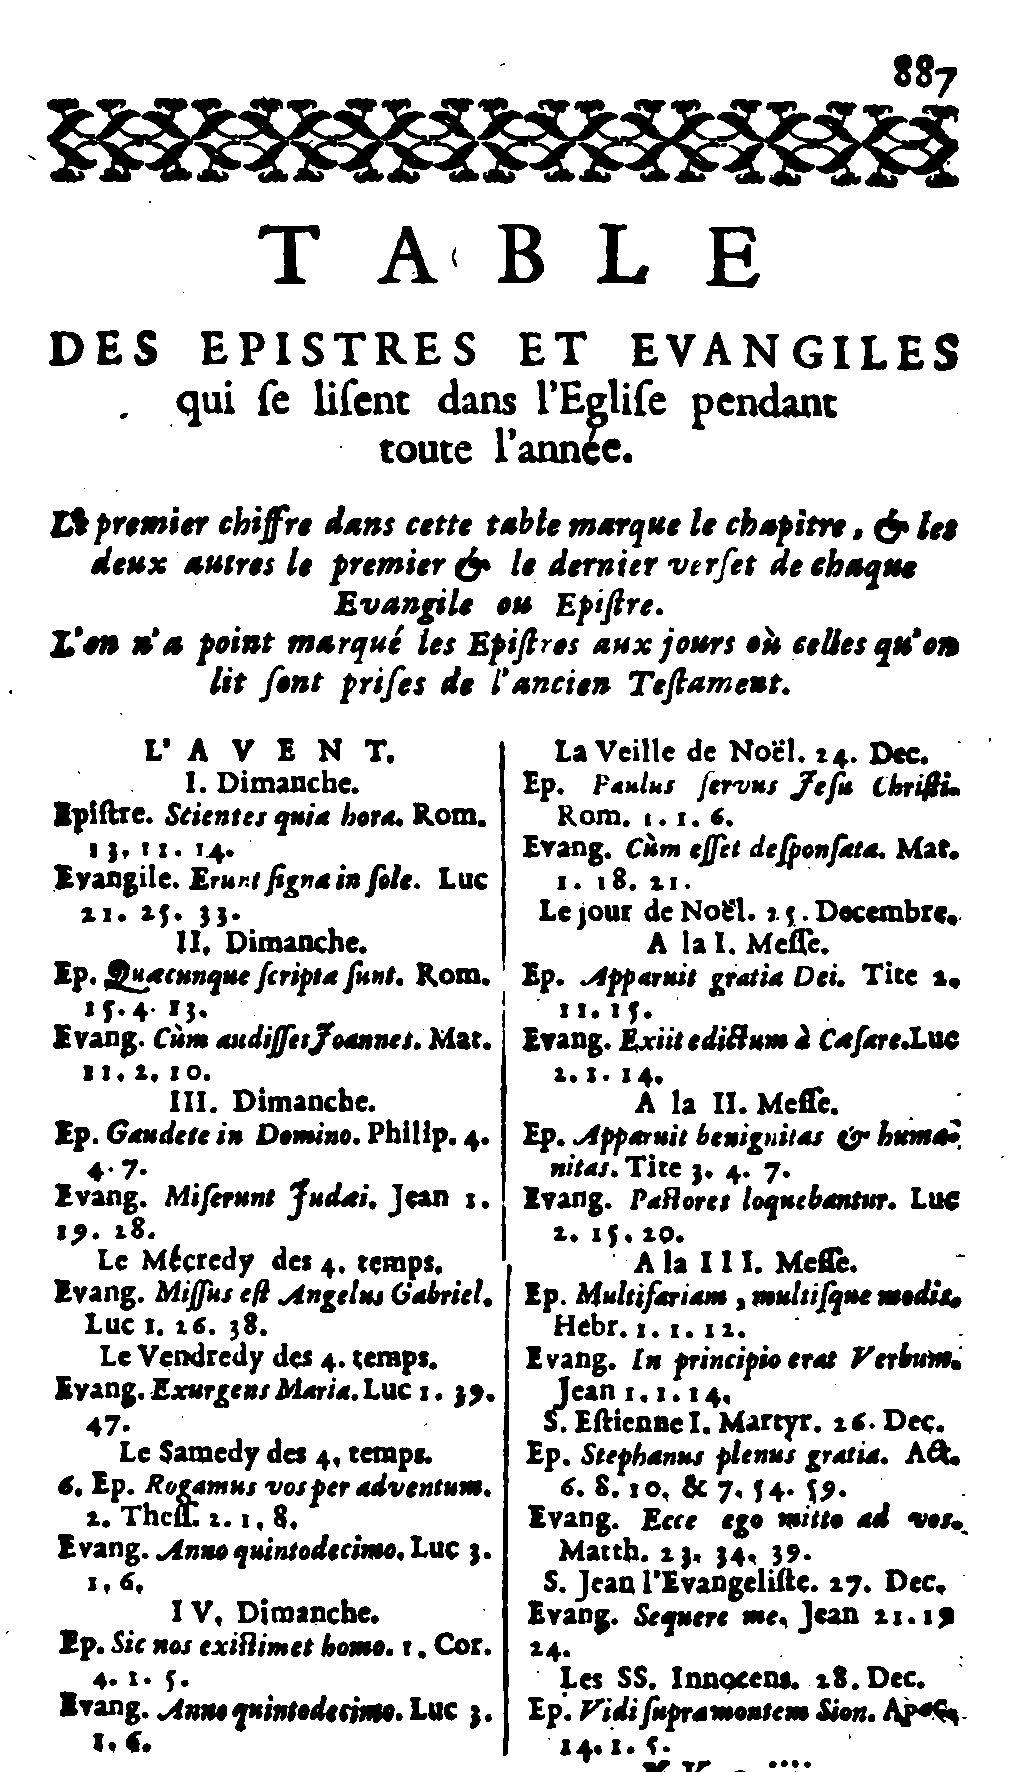 887
TABLE
DES EPISTRES ET EVANGILES
qui ſe liſent dans l'Egliſe pendant
toute l'année.
Le premier chiffre dans cette table marque le chapitre, & les
deux autres le premier & le dernier verſet de chaque
Evangile ou Epiſtre.
L'on n'a point marqué les Epiſtres aux jours où celles qu'on
lit ſont priſes de l'ancien Teſtament.
L' A V E N T.
I. Dimanche.
Epiſtre. Scientes quia hora. Rom.
13. 11. 14.
Evangile. Erunt ſigna in ſole. Luc
21. 25. 33.
II. Dimanche.
Ep. Quæcunque ſcripta ſunt. Rom.
15. 4. 13.
Evang. Cùm audiſſet Joannes. Mat.
11. 2. 10.
III. Dimanche.
Ep. Gaudete in Domino. Philip. 4.
4. 7.
Evang. Miſerunt Judæi. Jean 1.
19. 28.
Le Mécredy des 4. temps.
Evang. Miſſus eſt Angelus Gabriel.
Luc 1. 26. 38.
Le Vendredy des 4. temps.
Evang. Exurgens Maria. Luc 1. 39.
47.
Le Samedy des 4. temps.
6. Ep. Rogamus vos per adventum.
2. Theſſ. 2. 1. 8.
Evang. Anno quintodecimo. Luc 3.
1. 6.
IV. Dimanche.
Ep. Sic nos exiſtimet homo. 1. Cor.
4. 1. 5.
Evang. Anno quintodecimo. Luc 3.
1. 6.
La Veille de Noël. 24. Dec.
Ep. Paulus ſervus Jeſu Chriſti.
Rom. 1. 1. 6.
Evang. Cùm eſſet deſponſata. Mat.
1. 18. 21.
Le jour de Noël. 25. Decembre.
A la I. Meſſe.
Ep. Apparuit gratia Dei. Tite 2.
11. 15.
Evang. Exiit edictum à Cæſare. Luc
2. 1. 14.
A la II. Meſſe.
Ep. Apparuit benignitas & huma-
nitas. Tite 3. 4. 7.
Evang. Paſtores loquebantur. Luc
2. 15. 20.
A la III. Meſſe.
Ep. Multifariam, multiſque modis.
Hebr. 1. 1. 12.
Evang. In principio erat Verbum.
Jean 1. 1. 14.
S. Eſtienne I. Martyr. 26. Dec.
Ep. Stephanus plenus gratia. Act.
6. 8. 10. & 7. 54. 59.
Evang. Ecce ego mitto ad vos.
Matth. 23. 34. 39.
S. Jean l'Evangeliſte. 27. Dec.
Evang. Sequere me. Jean 21. 19
24.
Les SS. Innocens. 28. Dec.
Ep. Vidi ſupra montem Sion. Apoc.
14. 1. 5.